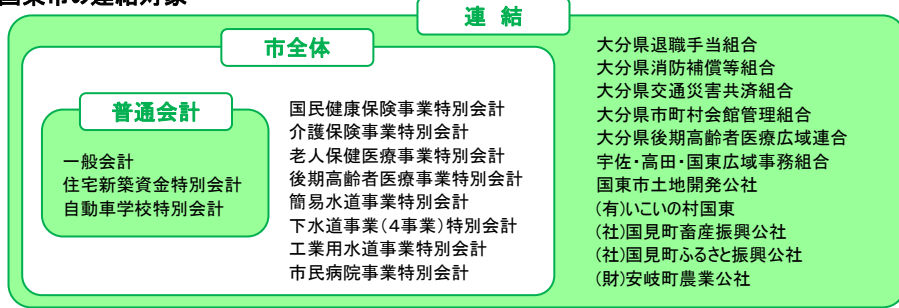 国東市の連結対象
連 結
市全体
普通会計
一般会計
住宅新築資金特別会計
自動車学校特別会計
国民健康保険事業特別会計
介護保険事業特別会計
老人保健医療事業特別会計
後期高齢者医療事業特別会計
簡易水道事業特別会計
下水道事業(4事業)特別会計
工業用水道事業特別会計
市民病院事業特別会計
大分県退職手当組合
大分県消防補償等組合
大分県交通災害共済組合
大分県市町村会館管理組合
大分県後期高齢者医療広域連合
宇佐・高田・国東広域事務組合
国東市土地開発公社
(有)いこいの村国東
(社)国見町畜産振興公社
(社)国見町ふるさと振興公社
(財)安岐町農業公社